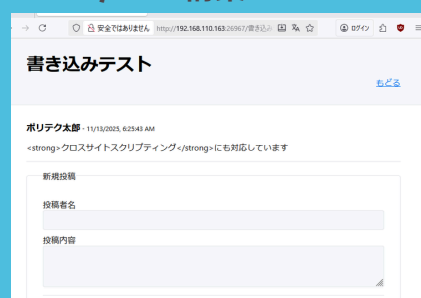 安全ではありません http://192.168.110.163:26967/書き込み
ログイン
書き込みテスト
もどる
ポリテク太郎 - 11/13/2025, 6:25:43 AM
<strong>クロスサイトスクリプティング</strong>にも対応しています
新規投稿
投稿者名
投稿内容